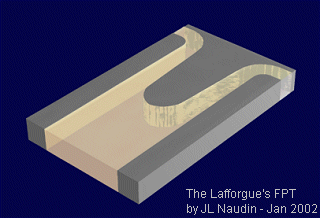 The Lafforgue's FPT
by JL Naudin - Jan 2002